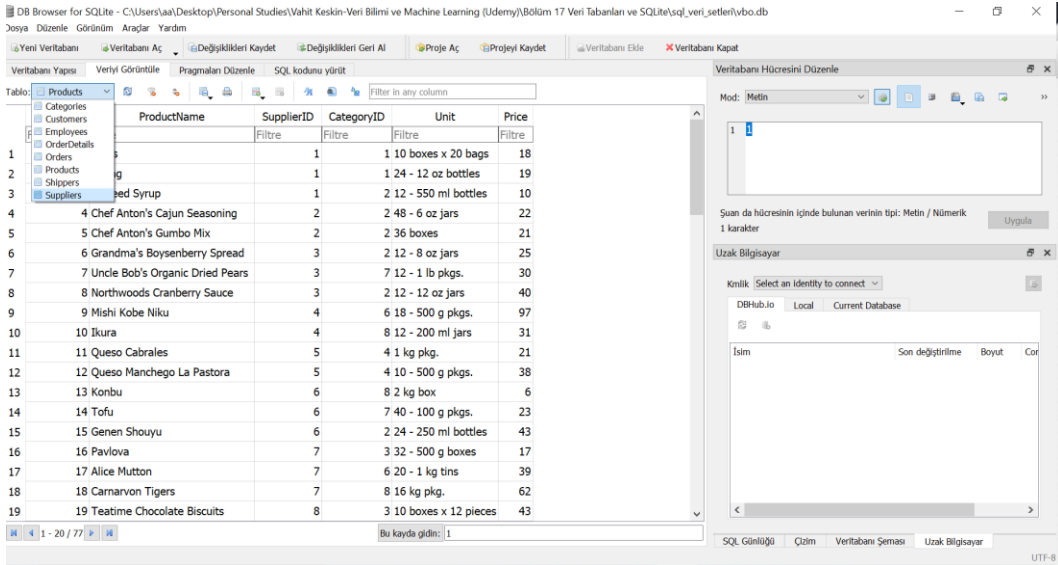 DB Browser for SQLite - C:\Users\aa\Desktop\Personal Studies\Vahit Keskin-Veri Bilimi ve Machine Learning (Udemy)\Bölüm 17 Veri Tabanları ve SQLite\sql_veri_setleri\vbo.db
Dosya Düzenle Görünüm Araçlar Yardım
Yeni Veritabanı Veritabanı Aç Değişiklikleri Kaydet Değişiklikleri Geri Al Proje Aç Projeyi Kaydet Veritabanı Ekle Veritabanı Kapat
Veritabanı Yapısı Veriyi Görüntüle Pragmaları Düzenle SQL kodunu yürüt
Tablo: Products Filter in any column
Categories
Customers
Employees
OrderDetails
Orders
Products
Shippers
Suppliers
ProductName SupplierID CategoryID Unit Price
Filtre Filtre Filtre Filtre
1 s 1 1 10 boxes x 20 bags 18
2 g 1 1 24 - 12 oz bottles 19
3 eed Syrup 1 2 12 - 550 ml bottles 10
4 4 Chef Anton's Cajun Seasoning 2 2 48 - 6 oz jars 22
5 5 Chef Anton's Gumbo Mix 2 2 36 boxes 21
6 6 Grandma's Boysenberry Spread 3 2 12 - 8 oz jars 25
7 7 Uncle Bob's Organic Dried Pears 3 7 12 - 1 lb pkgs. 30
8 8 Northwoods Cranberry Sauce 3 2 12 - 12 oz jars 40
9 9 Mishi Kobe Niku 4 6 18 - 500 g pkgs. 97
10 10 Ikura 4 8 12 - 200 ml jars 31
11 11 Queso Cabrales 5 4 1 kg pkg. 21
12 12 Queso Manchego La Pastora 5 4 10 - 500 g pkgs. 38
13 13 Konbu 6 8 2 kg box 6
14 14 Tofu 6 7 40 - 100 g pkgs. 23
15 15 Genen Shouyu 6 2 24 - 250 ml bottles 43
16 16 Pavlova 7 3 32 - 500 g boxes 17
17 17 Alice Mutton 7 6 20 - 1 kg tins 39
18 18 Carnarvon Tigers 7 8 16 kg pkg. 62
19 19 Teatime Chocolate Biscuits 8 3 10 boxes x 12 pieces 43
1 - 20 / 77 Bu kayda gidin: 1
Veritabanı Hücresini Düzenle
Mod: Metin
1 1
Şuan da hücresinin içinde bulunan verinin tipi: Metin / Nümerik
1 karakter
Uygula
Uzak Bilgisayar
Kmlik Select an identity to connect
DBHub.io Local Current Database
İsim Son değiştirilme Boyut Cor
SQL Günlüğü Çizim Veritabanı Şeması Uzak Bilgisayar
UTF-8